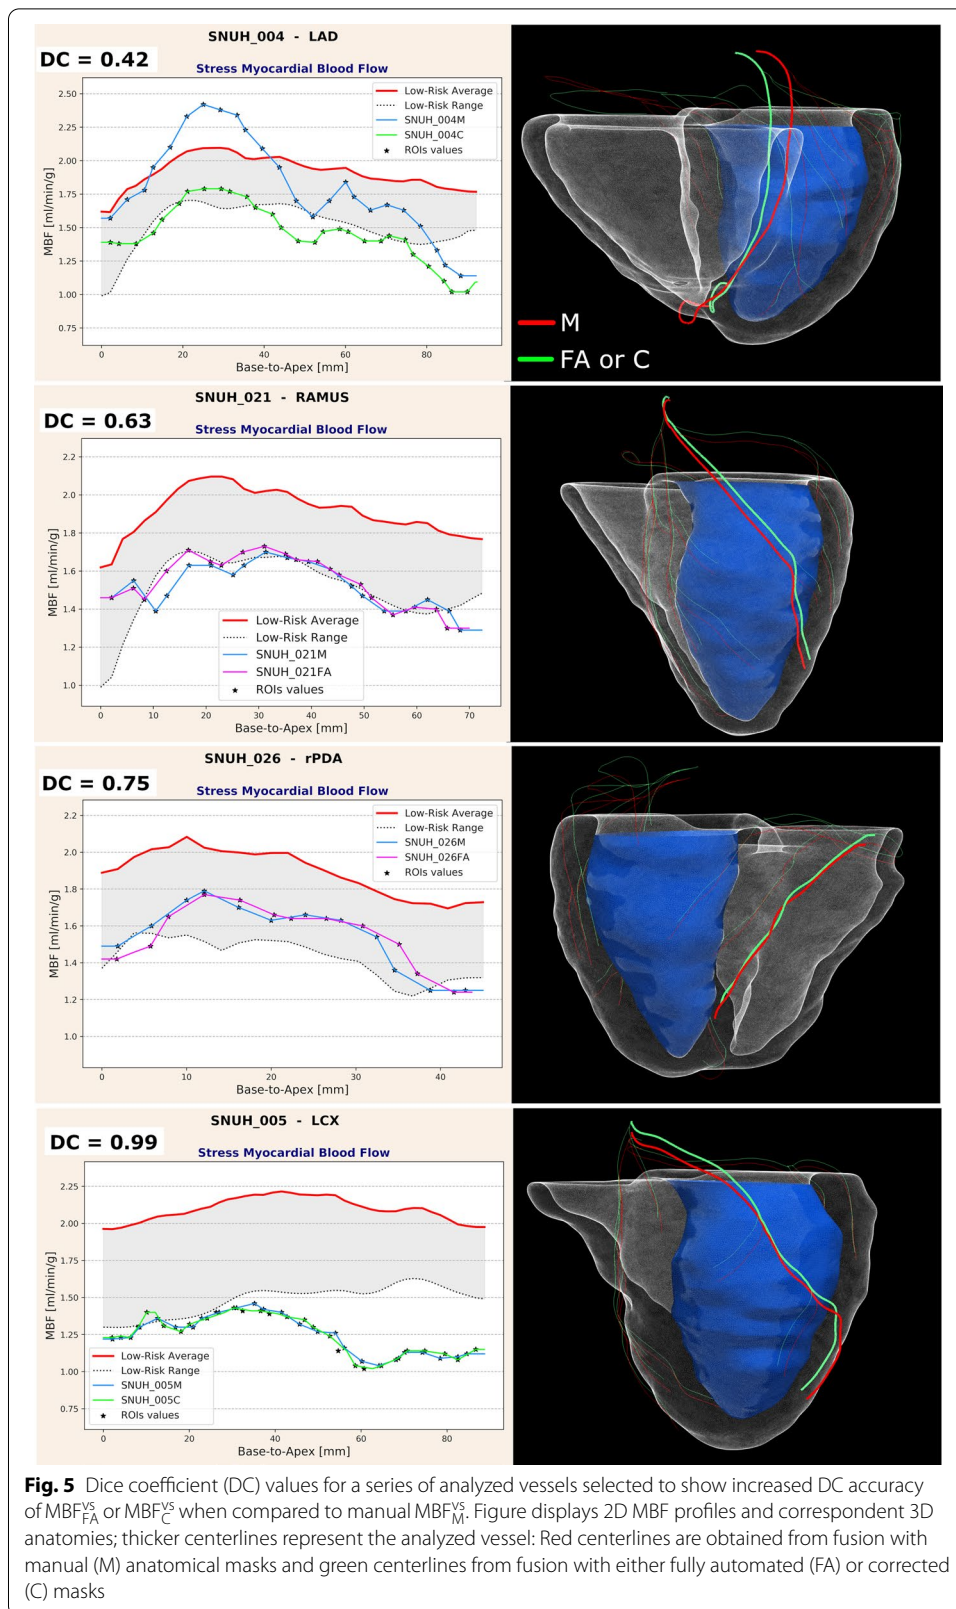 SNUH_004 - LAD
DC = 0.42
Stress Myocardial Blood Flow
Low-Risk Average
Low-Risk Range
SNUH_004M
SNUH_004C
ROIs values
2.50
2.25
2.00
1.75
1.50
1.25
1.00
0.75
MBF [ml/min/g]
0 20 40 60 80
Base-to-Apex [mm]
M
FA or C
SNUH_021 - RAMUS
DC = 0.63
Stress Myocardial Blood Flow
2.2
2.0
1.8
1.6
1.4
1.2
1.0
MBF [ml/min/g]
Low-Risk Average
Low-Risk Range
SNUH_021M
SNUH_021FA
ROIs values
0 10 20 30 40 50 60 70
Base-to-Apex [mm]
SNUH_026 - rPDA
DC = 0.75
Stress Myocardial Blood Flow
Low-Risk Average
Low-Risk Range
SNUH_026M
SNUH_026FA
ROIs values
2.2
2.0
1.8
1.6
1.4
1.2
1.0
MBF [ml/min/g]
0 10 20 30 40
Base-to-Apex [mm]
SNUH_005 - LCX
DC = 0.99
Stress Myocardial Blood Flow
2.25
2.00
1.75
1.50
1.25
1.00
0.75
MBF [ml/min/g]
Low-Risk Average
Low-Risk Range
SNUH_005M
SNUH_005C
ROIs values
0 20 40 60 80
Base-to-Apex [mm]
Fig. 5 Dice coefficient (DC) values for a series of analyzed vessels selected to show increased DC accuracy
of MBF^vs_FA or MBF^vs_C when compared to manual MBF^vs_M. Figure displays 2D MBF profiles and correspondent 3D
anatomies; thicker centerlines represent the analyzed vessel: Red centerlines are obtained from fusion with
manual (M) anatomical masks and green centerlines from fusion with either fully automated (FA) or corrected
(C) masks